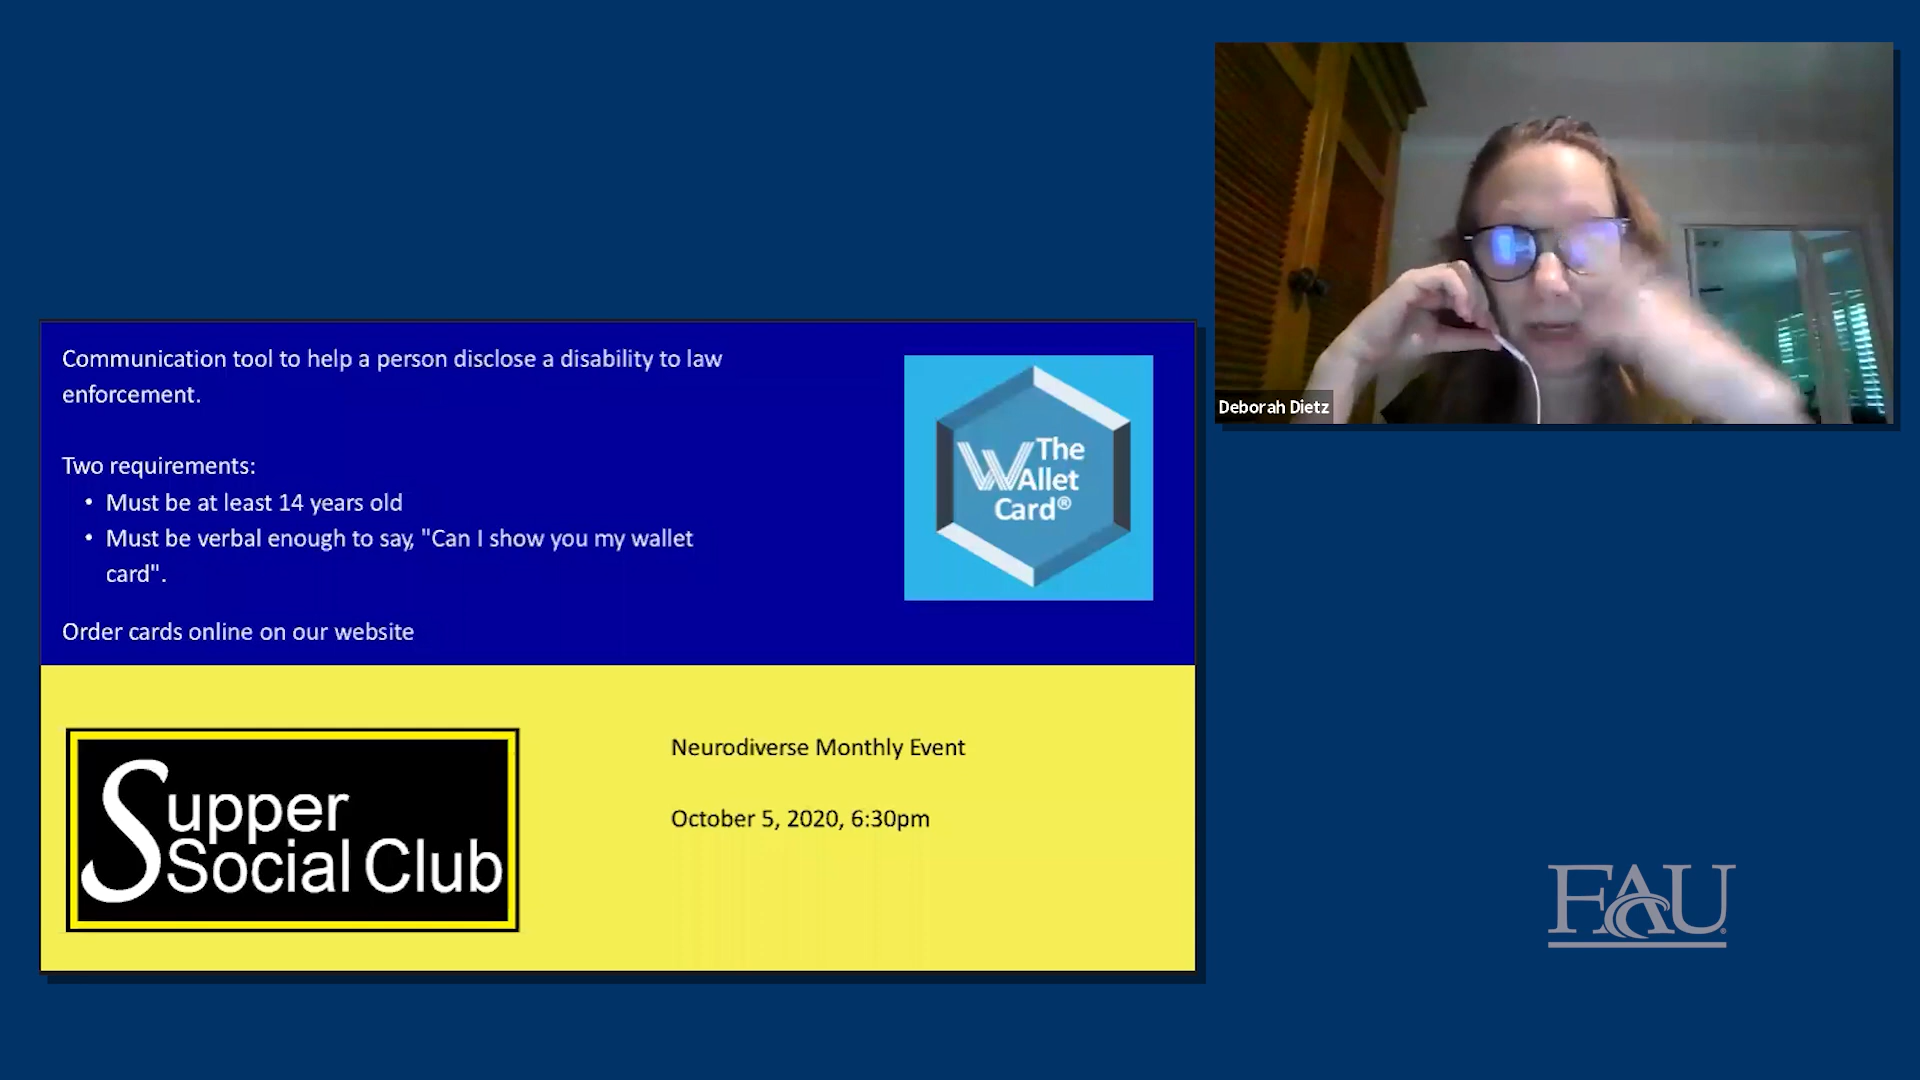 Communication tool to help a person disclose a disability to law
enforcement.
Two requirements:
• Must be at least 14 years old
• Must be verbal enough to say, "Can I show you my wallet
card".
Order cards online on our website
The
WAllet
Card®
Deborah Dietz
Supper
Social Club
Neurodiverse Monthly Event
October 5, 2020, 6:30pm
FAU